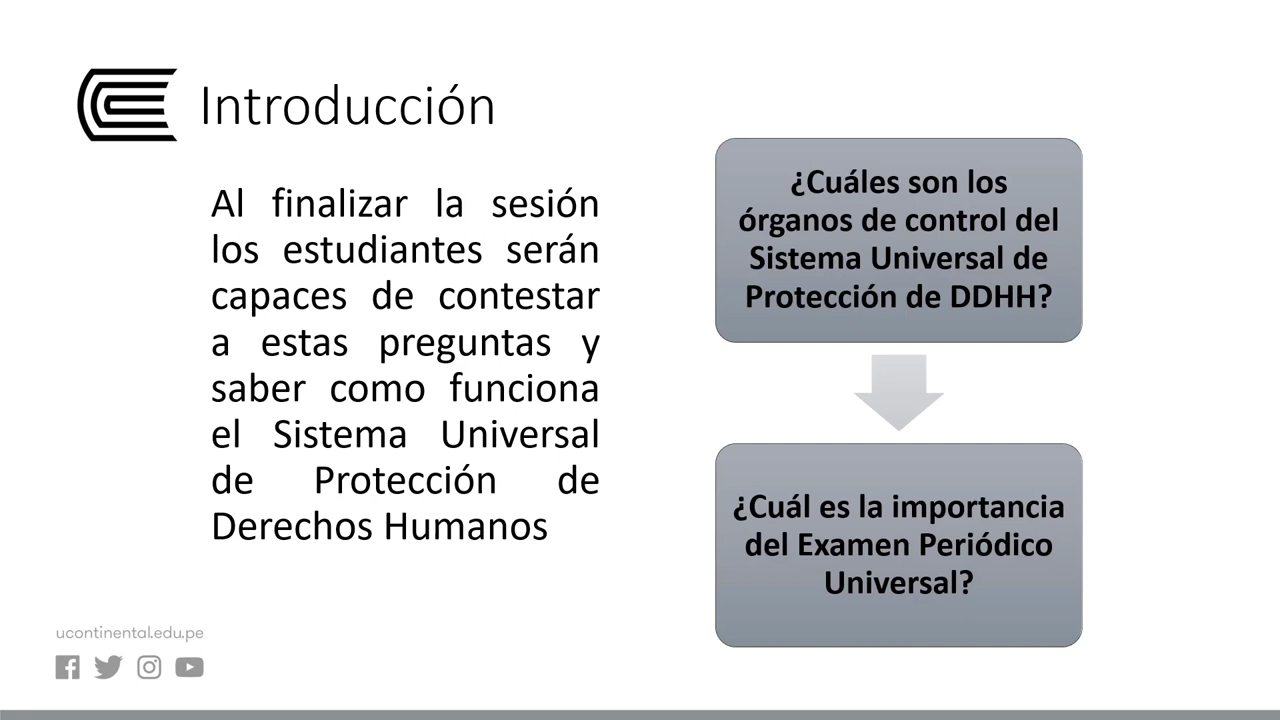 Introducción
Al finalizar la sesión
los estudiantes serán
capaces de contestar
a estas preguntas y
saber como funciona
el Sistema Universal
de Protección de
Derechos Humanos
¿Cuáles son los
órganos de control del
Sistema Universal de
Protección de DDHH?
¿Cuál es la importancia
del Examen Periódico
Universal?
ucontinental.edu.pe